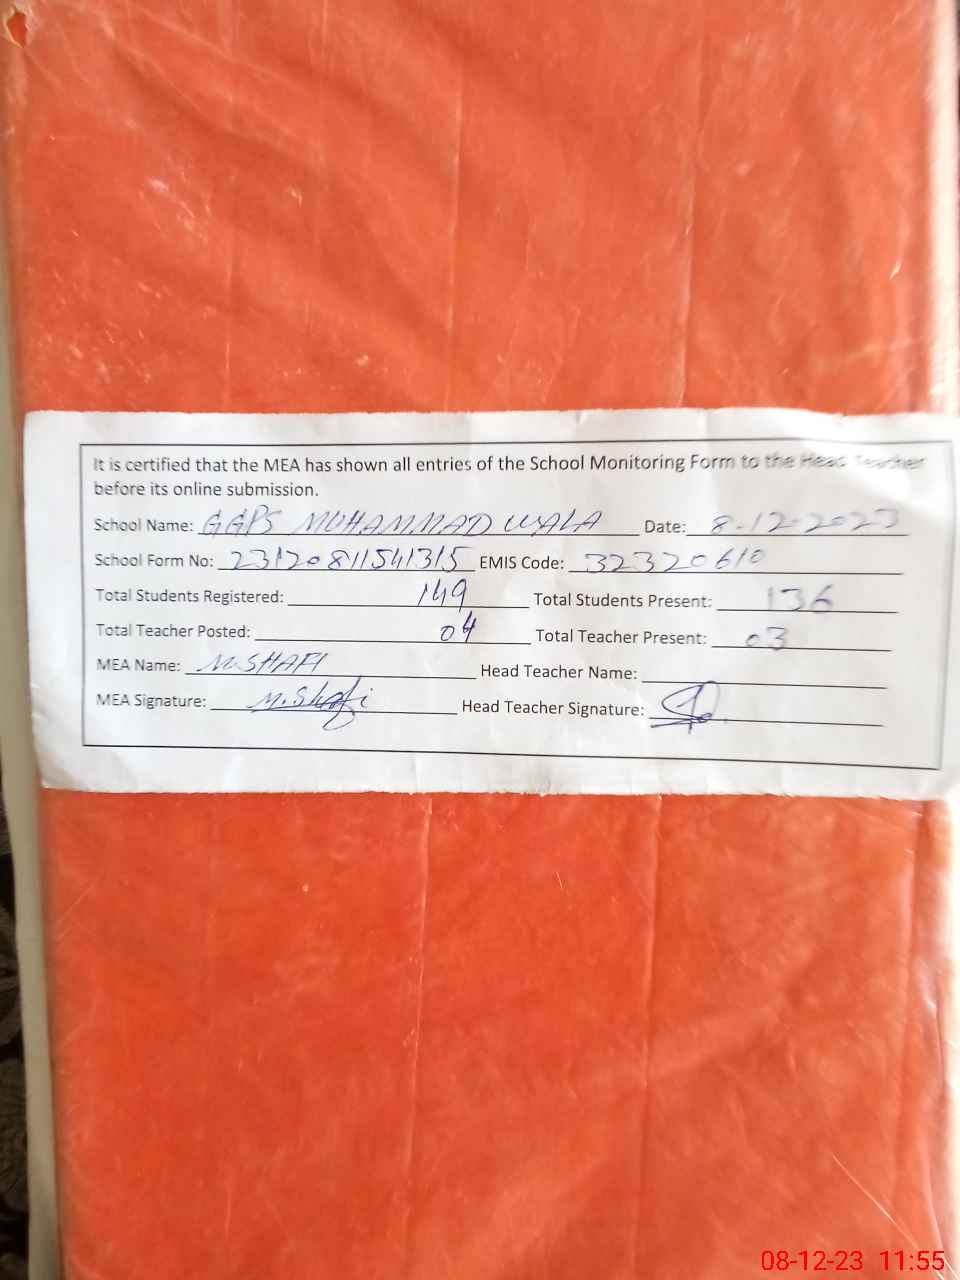 It is certified that the MEA has shown all entries of the School Monitoring Form to the Head Teacher
before its online submission.
School Name: GGPS MUHAMMAD WALA Date: 8-12-2023
School Form No: 23120811541315 EMIS Code: 32320610
Total Students Registered: 149 Total Students Present: 136
Total Teacher Posted: 04 Total Teacher Present: 03
MEA Name: M.SHAFI Head Teacher Name:
MEA Signature: M.Shafi Head Teacher Signature:
08-12-23 11:55